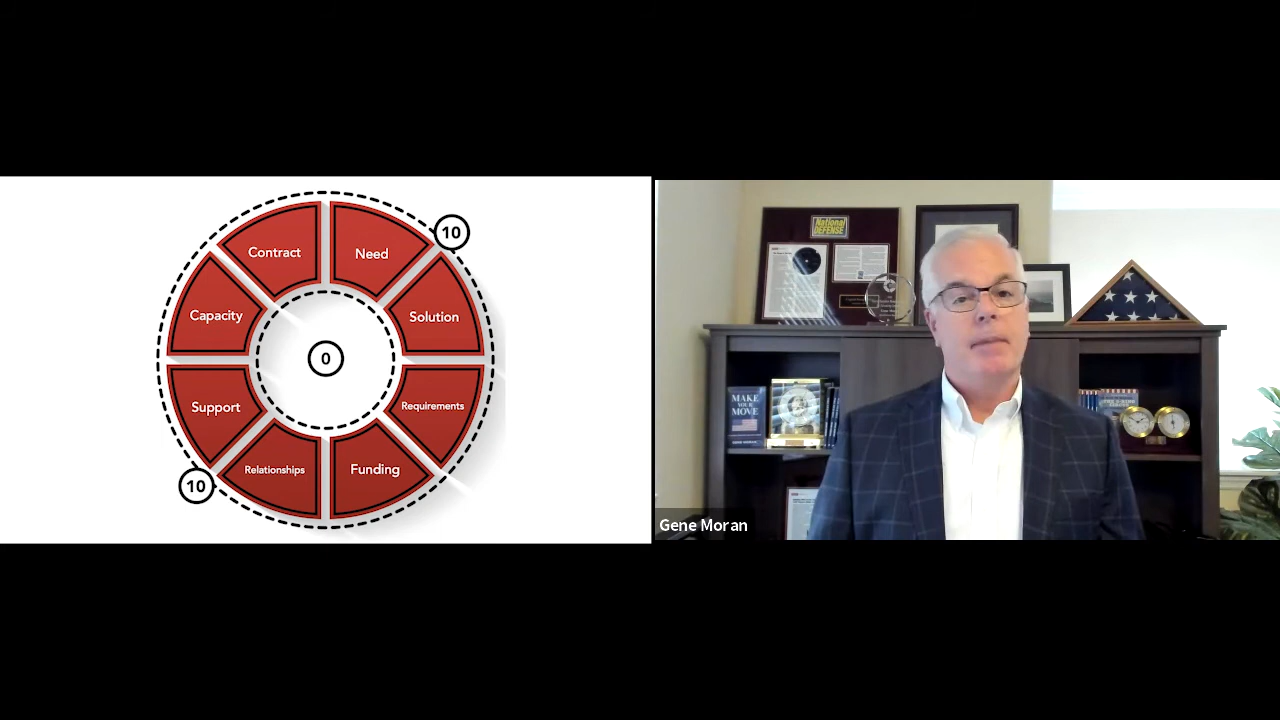 10
Contract
Need
Capacity
Solution
0
Support
Requirements
Relationships
Funding
10
National
DEFENSE
MAKE
YOUR
MOVE
Gene Moran